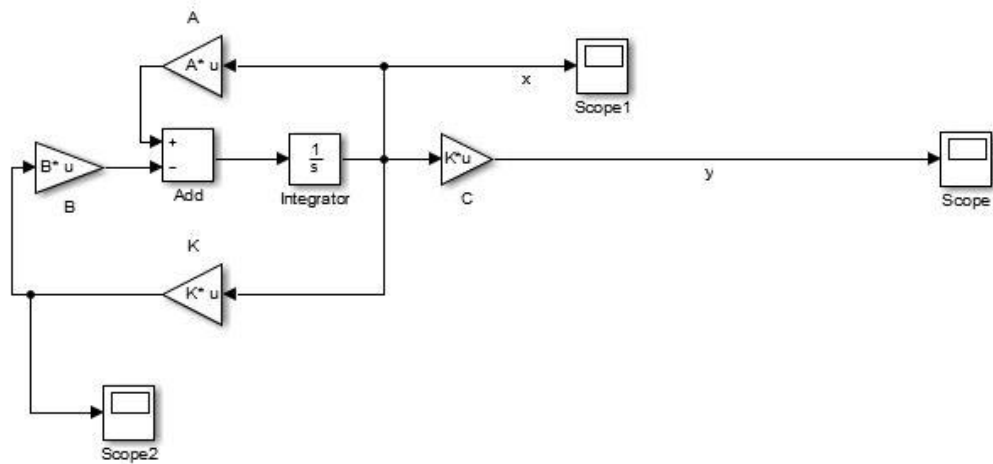 A
A* u
x
Scope1
+
−
Add
1
s
Integrator
K*u
C
y
Scope
B* u
B
K
K* u
Scope2